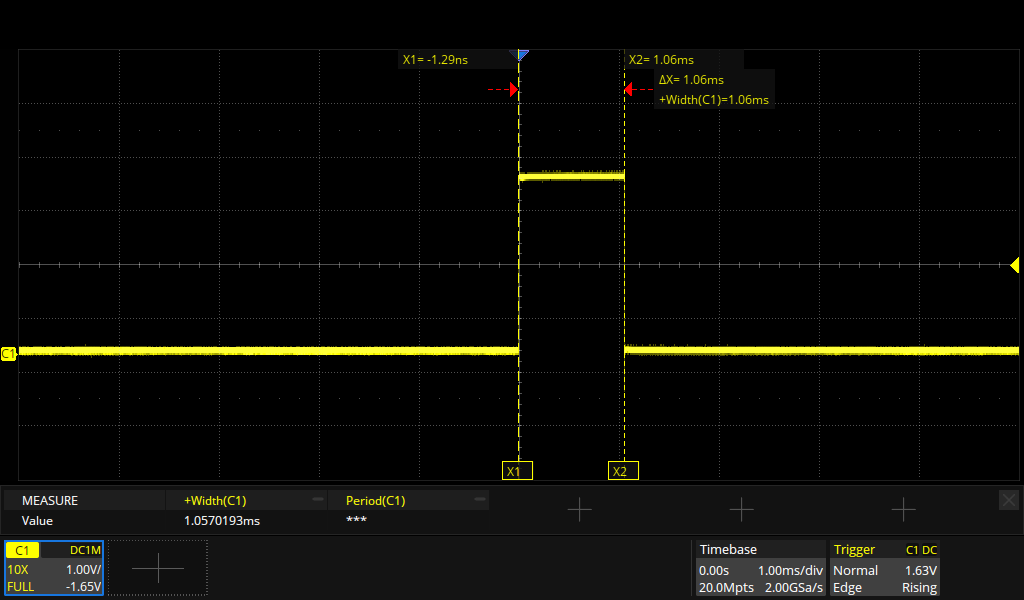 X1= -1.29ns
X2= 1.06ms
ΔX= 1.06ms
+Width(C1)=1.06ms
C1
X1
X2
MEASURE +Width(C1) Period(C1)
Value 1.0570193ms ***
C1 DC1M
10X 1.00V/
FULL -1.65V
Timebase
0.00s 1.00ms/div
20.0Mpts 2.00GSa/s
Trigger C1 DC
Normal 1.63V
Edge Rising